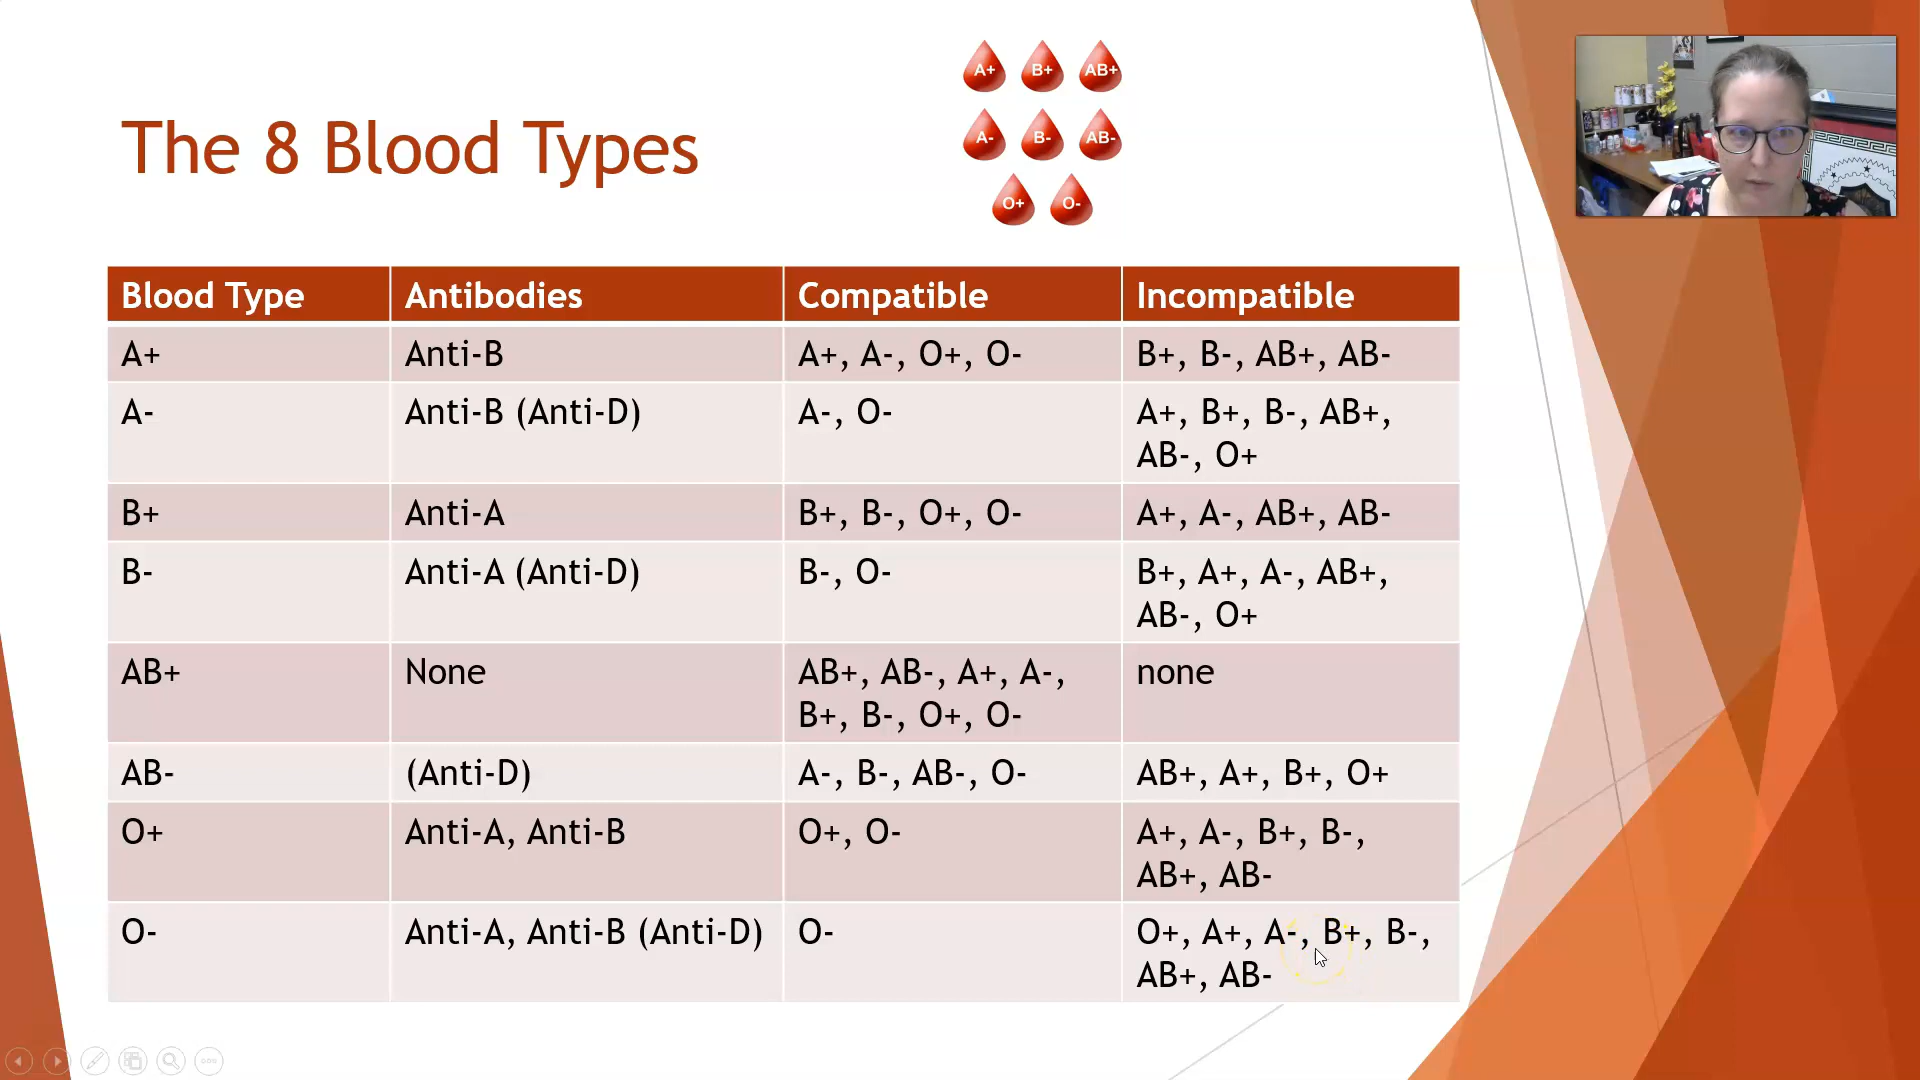 The 8 Blood Types
A+ B+ AB+
A- B- AB-
O+ O-
Blood Type Antibodies Compatible Incompatible
A+ Anti-B A+, A-, O+, O- B+, B-, AB+, AB-
A- Anti-B (Anti-D) A-, O- A+, B+, B-, AB+,
AB-, O+
B+ Anti-A B+, B-, O+, O- A+, A-, AB+, AB-
B- Anti-A (Anti-D) B-, O- B+, A+, A-, AB+,
AB-, O+
AB+ None AB+, AB-, A+, A-, none
B+, B-, O+, O-
AB- (Anti-D) A-, B-, AB-, O- AB+, A+, B+, O+
O+ Anti-A, Anti-B O+, O- A+, A-, B+, B-,
AB+, AB-
O- Anti-A, Anti-B (Anti-D) O- O+, A+, A-, B+, B-,
AB+, AB-